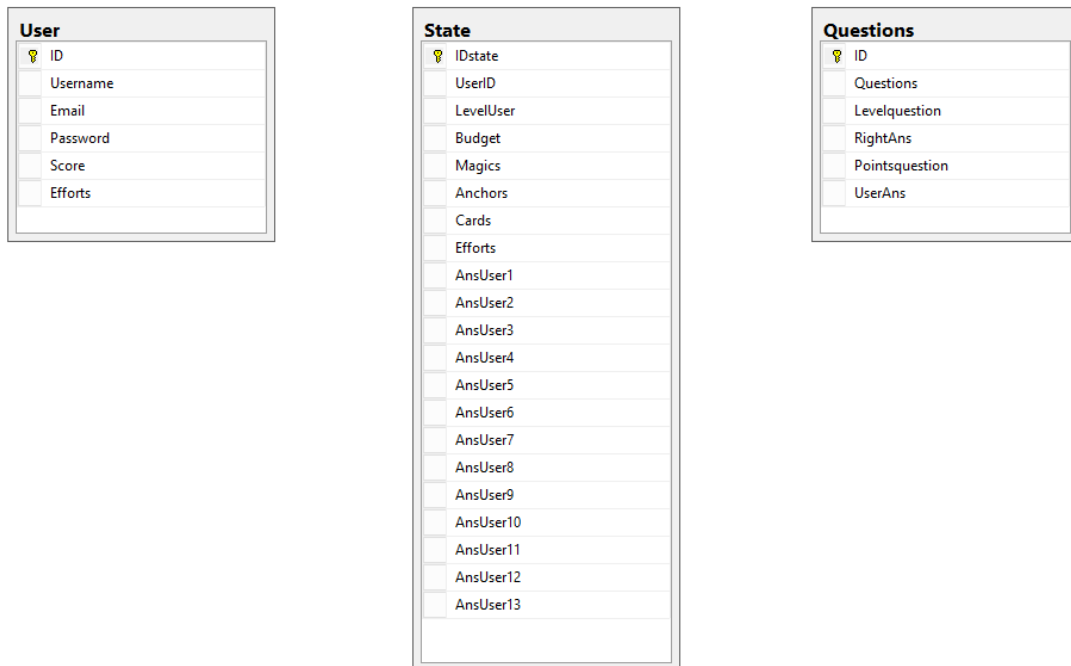 User
ID
Username
Email
Password
Score
Efforts
State
IDstate
UserID
LevelUser
Budget
Magics
Anchors
Cards
Efforts
AnsUser1
AnsUser2
AnsUser3
AnsUser4
AnsUser5
AnsUser6
AnsUser7
AnsUser8
AnsUser9
AnsUser10
AnsUser11
AnsUser12
AnsUser13
Questions
ID
Questions
Levelquestion
RightAns
Pointsquestion
UserAns